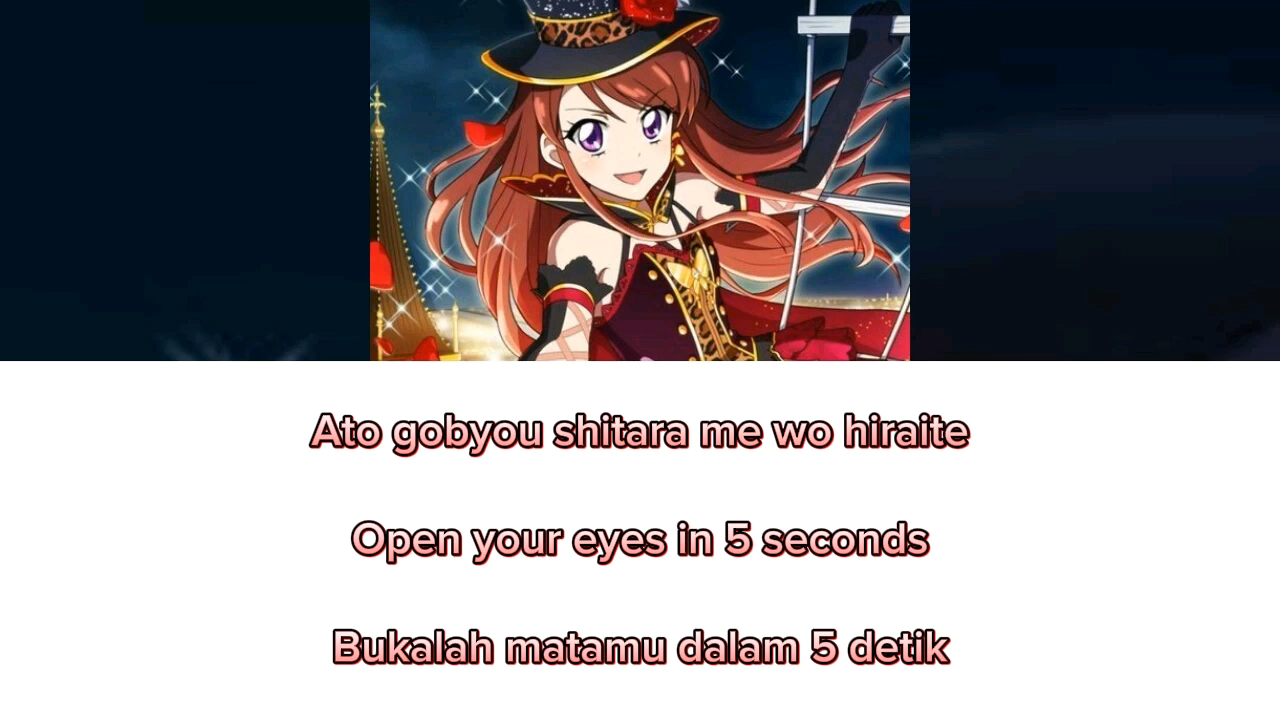 Ato gobyou shitara me wo hiraite
Open your eyes in 5 seconds
Bukalah matamu dalam 5 detik